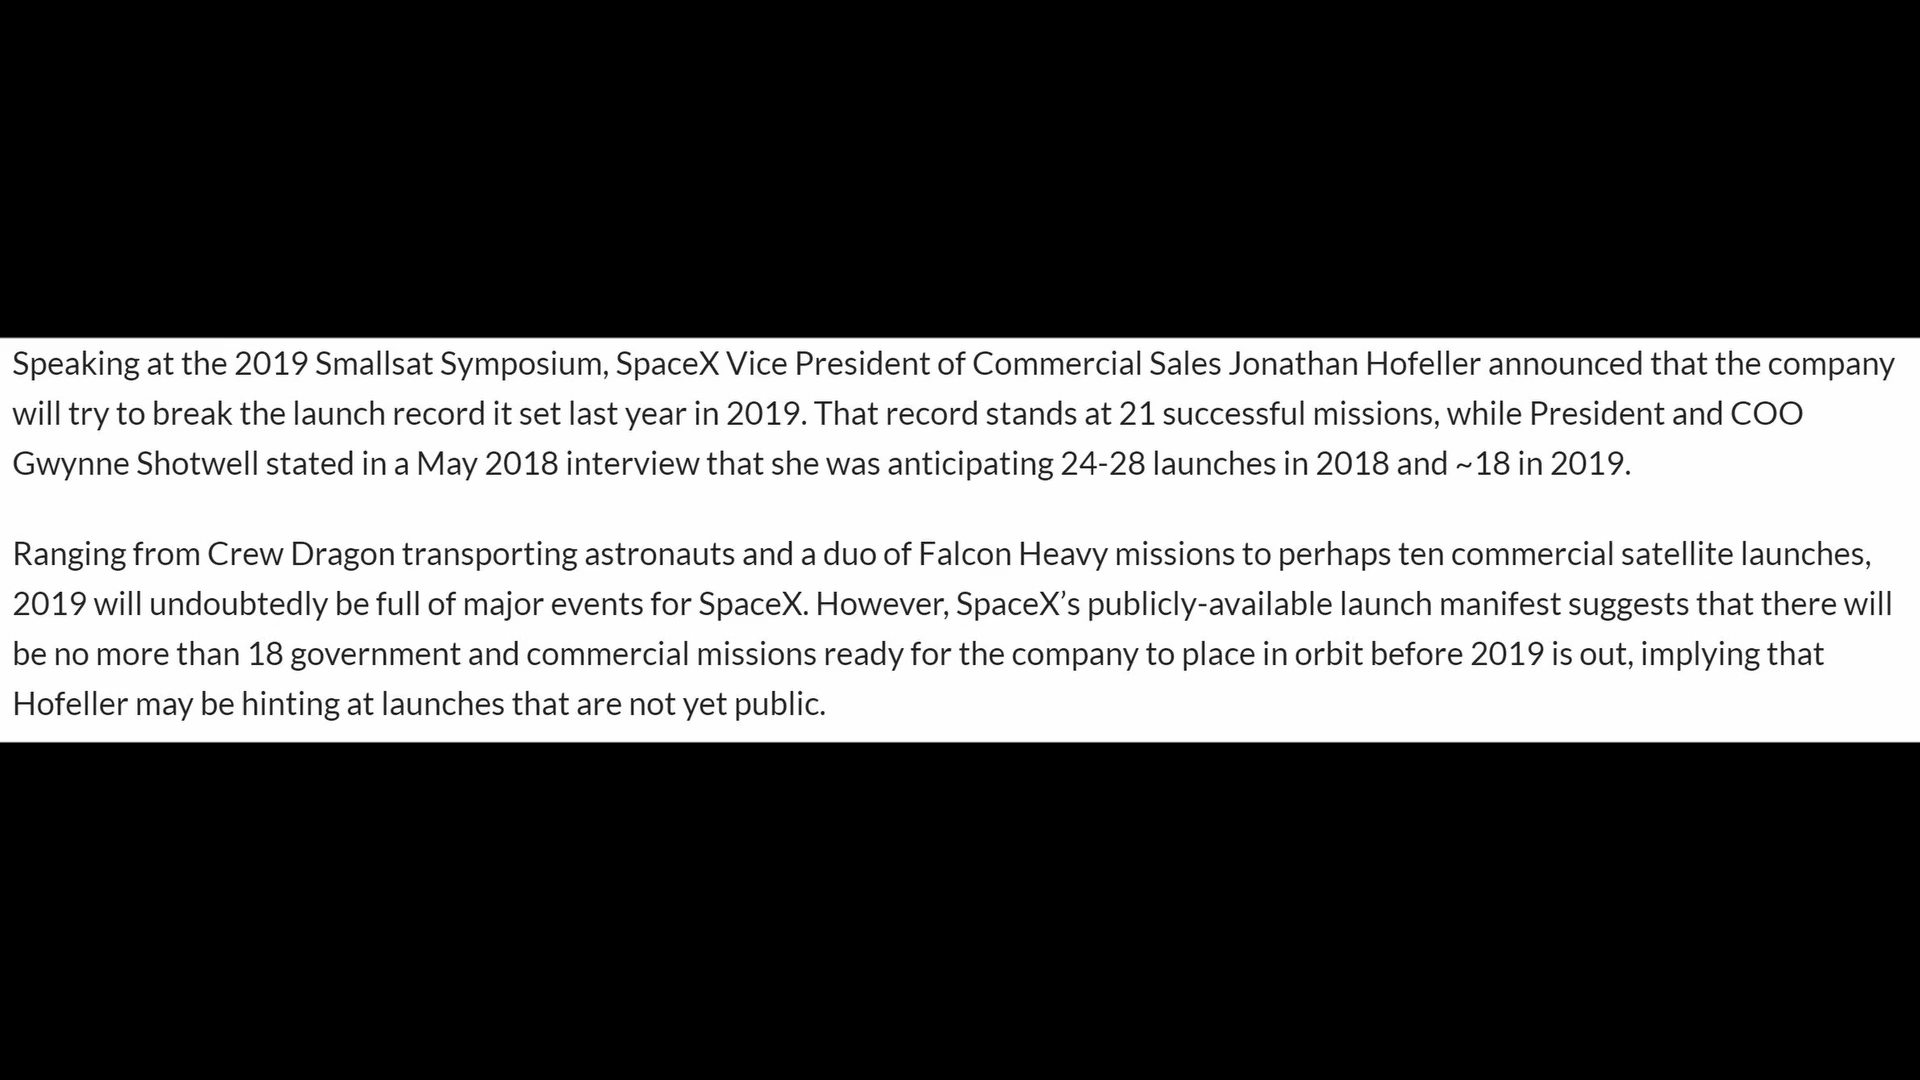 Speaking at the 2019 Smallsat Symposium, SpaceX Vice President of Commercial Sales Jonathan Hofeller announced that the company
will try to break the launch record it set last year in 2019. That record stands at 21 successful missions, while President and COO
Gwynne Shotwell stated in a May 2018 interview that she was anticipating 24-28 launches in 2018 and ~18 in 2019.
Ranging from Crew Dragon transporting astronauts and a duo of Falcon Heavy missions to perhaps ten commercial satellite launches,
2019 will undoubtedly be full of major events for SpaceX. However, SpaceX’s publicly-available launch manifest suggests that there will
be no more than 18 government and commercial missions ready for the company to place in orbit before 2019 is out, implying that
Hofeller may be hinting at launches that are not yet public.